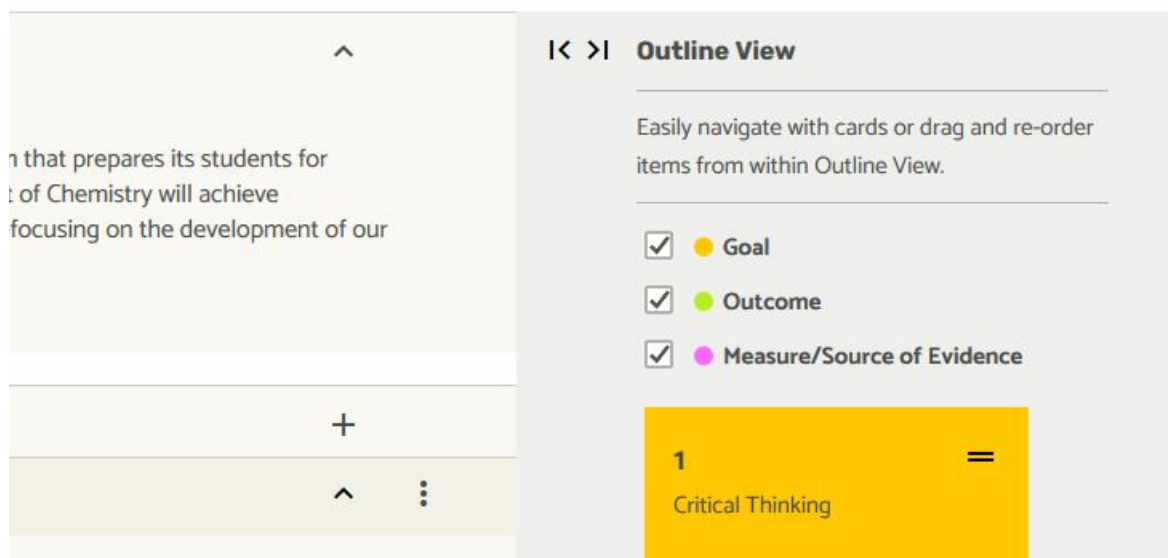 that prepares its students for
of Chemistry will achieve
focusing on the development of our
Outline View
Easily navigate with cards or drag and re-order
items from within Outline View.
Goal
Outcome
Measure/Source of Evidence
1
Critical Thinking